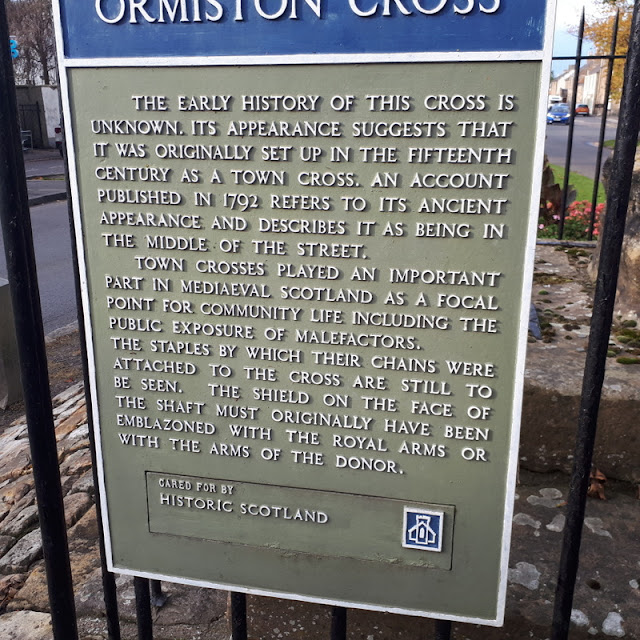 ORMISTON CROSS
THE EARLY HISTORY OF THIS CROSS IS
UNKNOWN. ITS APPEARANCE SUGGESTS THAT
IT WAS ORIGINALLY SET UP IN THE FIFTEENTH
CENTURY AS A TOWN CROSS. AN ACCOUNT
PUBLISHED IN 1792 REFERS TO ITS ANCIENT
APPEARANCE AND DESCRIBES IT AS BEING IN
THE MIDDLE OF THE STREET.
TOWN CROSSES PLAYED AN IMPORTANT
PART IN MEDIAEVAL SCOTLAND AS A FOCAL
POINT FOR COMMUNITY LIFE INCLUDING THE
PUBLIC EXPOSURE OF MALEFACTORS.
THE STAPLES BY WHICH THEIR CHAINS WERE
ATTACHED TO THE CROSS ARE STILL TO
BE SEEN. THE SHIELD ON THE FACE OF
THE SHAFT MUST ORIGINALLY HAVE BEEN
EMBLAZONED WITH THE ROYAL ARMS OR
WITH THE ARMS OF THE DONOR.
CARED FOR BY
HISTORIC SCOTLAND